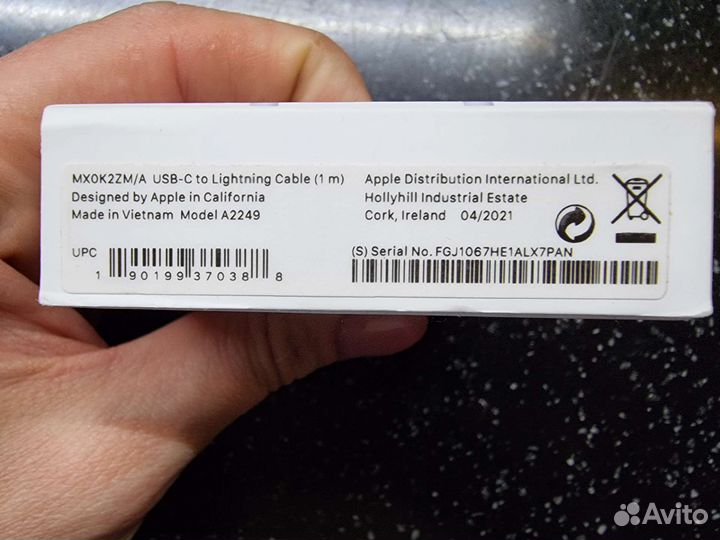 MX0K2ZM/A USB-C to Lightning Cable (1 m)
Designed by Apple in California
Made in Vietnam Model A2249
UPC
1 90199 37038 8
Apple Distribution International Ltd.
Hollyhill Industrial Estate
Cork, Ireland 04/2021
(S) Serial No. FGJ1067HE1ALX7PAN
Avito